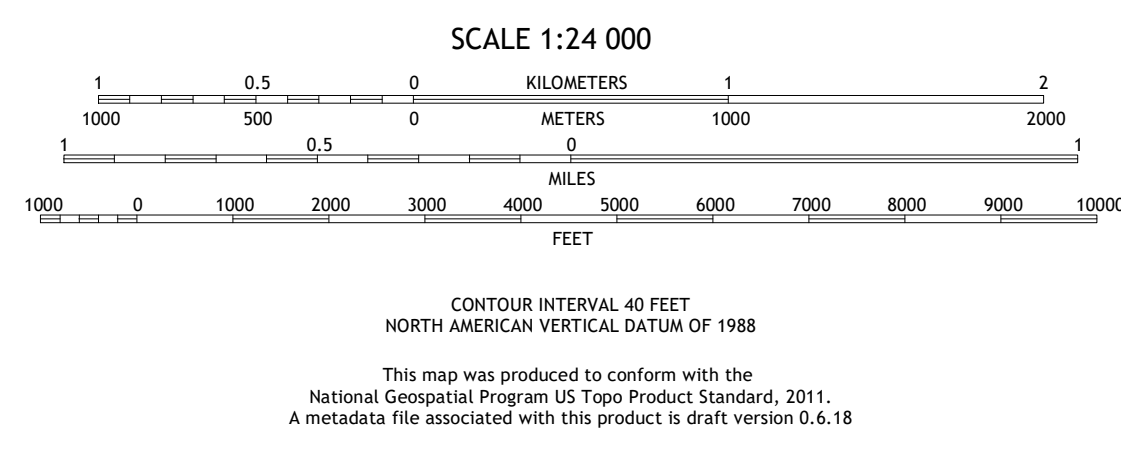 SCALE 1:24 000
1 0.5 0 KILOMETERS 1 2
1000 500 0 METERS 1000 2000
1 0.5 0 1
MILES
1000 0 1000 2000 3000 4000 5000 6000 7000 8000 9000 10000
FEET
CONTOUR INTERVAL 40 FEET
NORTH AMERICAN VERTICAL DATUM OF 1988
This map was produced to conform with the
National Geospatial Program US Topo Product Standard, 2011.
A metadata file associated with this product is draft version 0.6.18